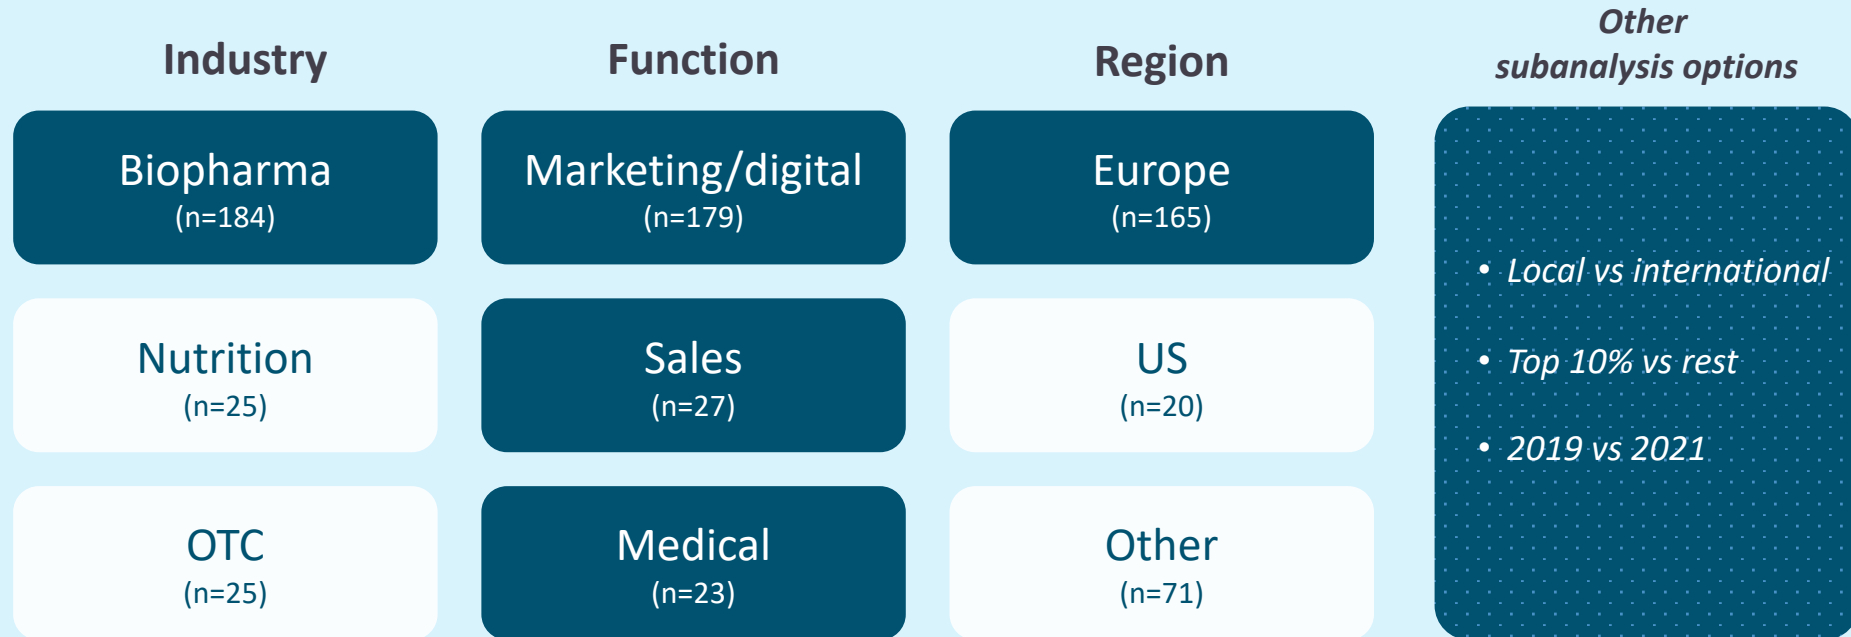 Industry
Biopharma
(n=184)
Nutrition
(n=25)
OTC
(n=25)
Function
Marketing/digital
(n=179)
Sales
(n=27)
Medical
(n=23)
Region
Europe
(n=165)
US
(n=20)
Other
(n=71)
Other
subanalysis options
• Local vs international
• Top 10% vs rest
• 2019 vs 2021